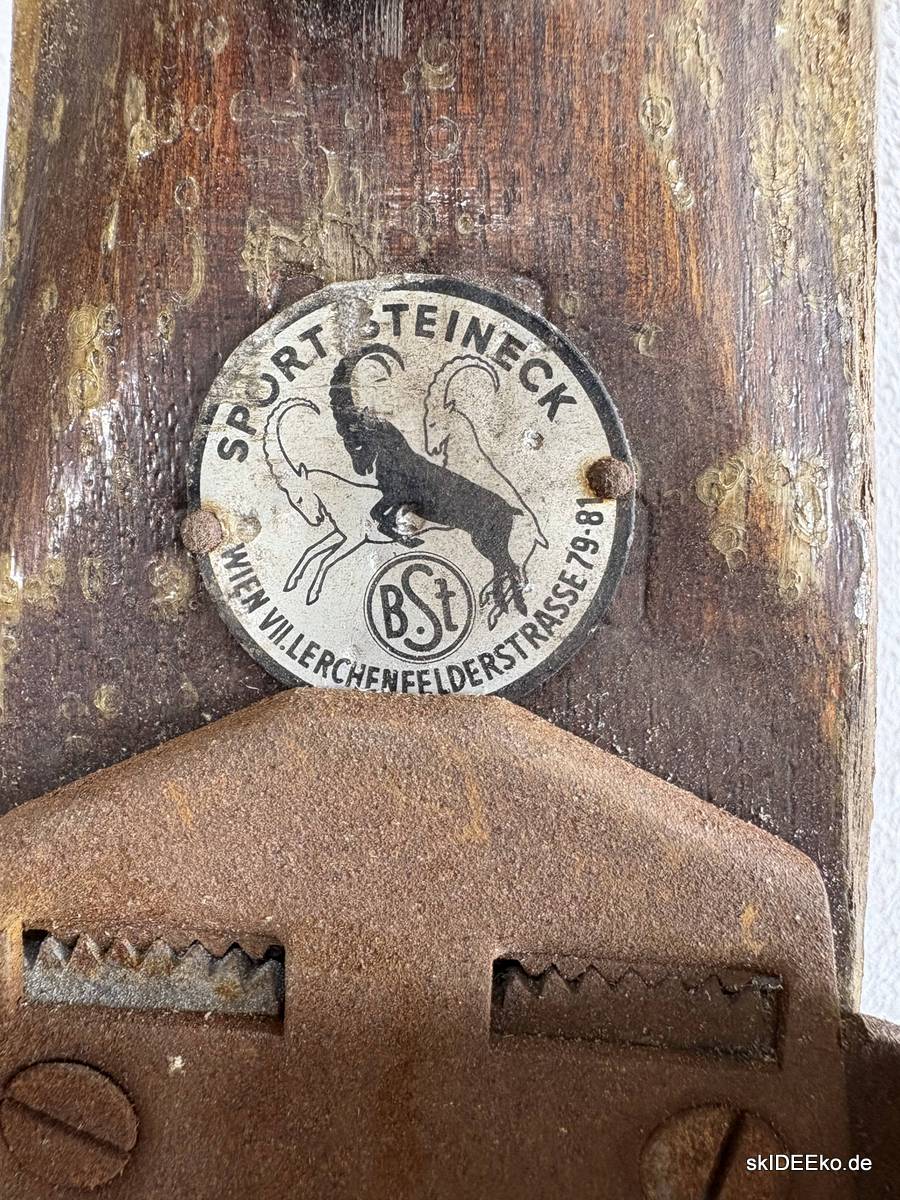 SPORT STEINECK
BSt
WIEN VII. LERCHENFELDERSTRASSE 79-81
skIDEEko.de